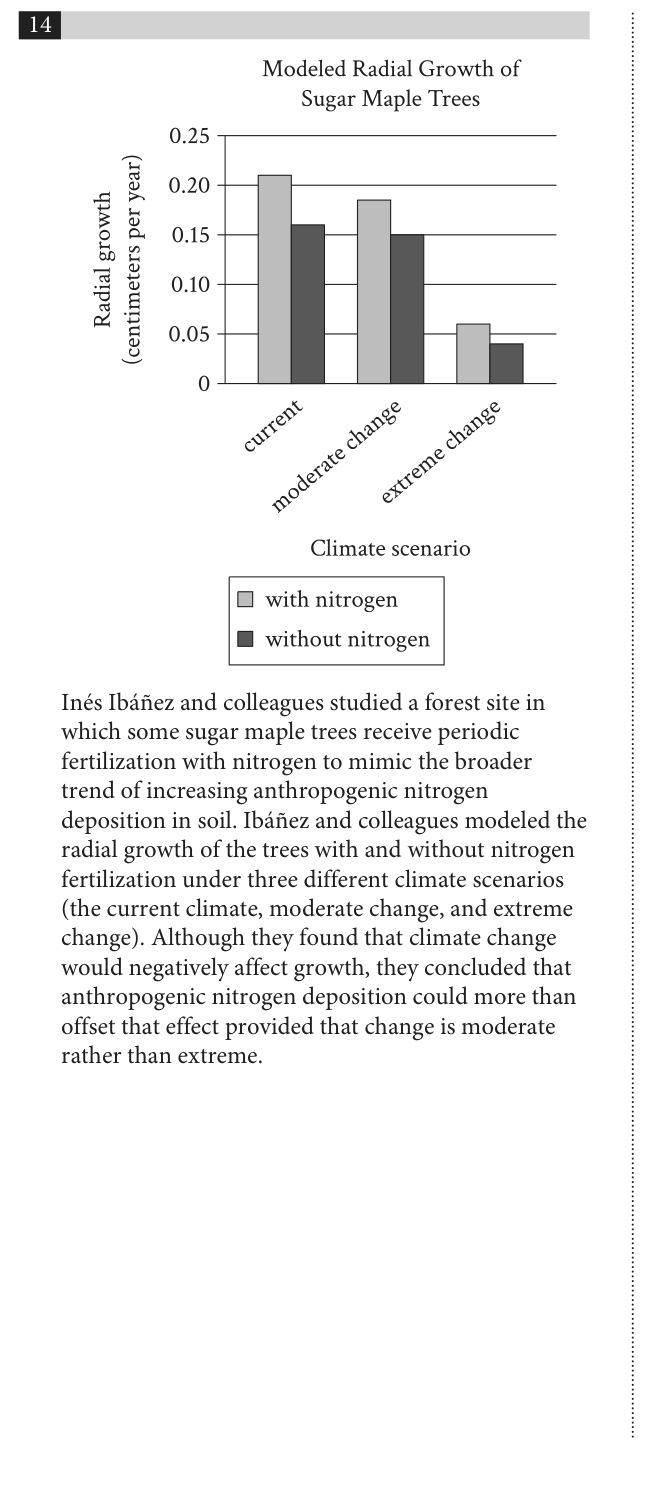 14
Modeled Radial Growth of
Sugar Maple Trees
Radial growth
(centimeters per year)
0.25
0.20
0.15
0.10
0.05
0
current
moderate change
extreme change
Climate scenario
with nitrogen
without nitrogen
Inés Ibáñez and colleagues studied a forest site in
which some sugar maple trees receive periodic
fertilization with nitrogen to mimic the broader
trend of increasing anthropogenic nitrogen
deposition in soil. Ibáñez and colleagues modeled the
radial growth of the trees with and without nitrogen
fertilization under three different climate scenarios
(the current climate, moderate change, and extreme
change). Although they found that climate change
would negatively affect growth, they concluded that
anthropogenic nitrogen deposition could more than
offset that effect provided that change is moderate
rather than extreme.